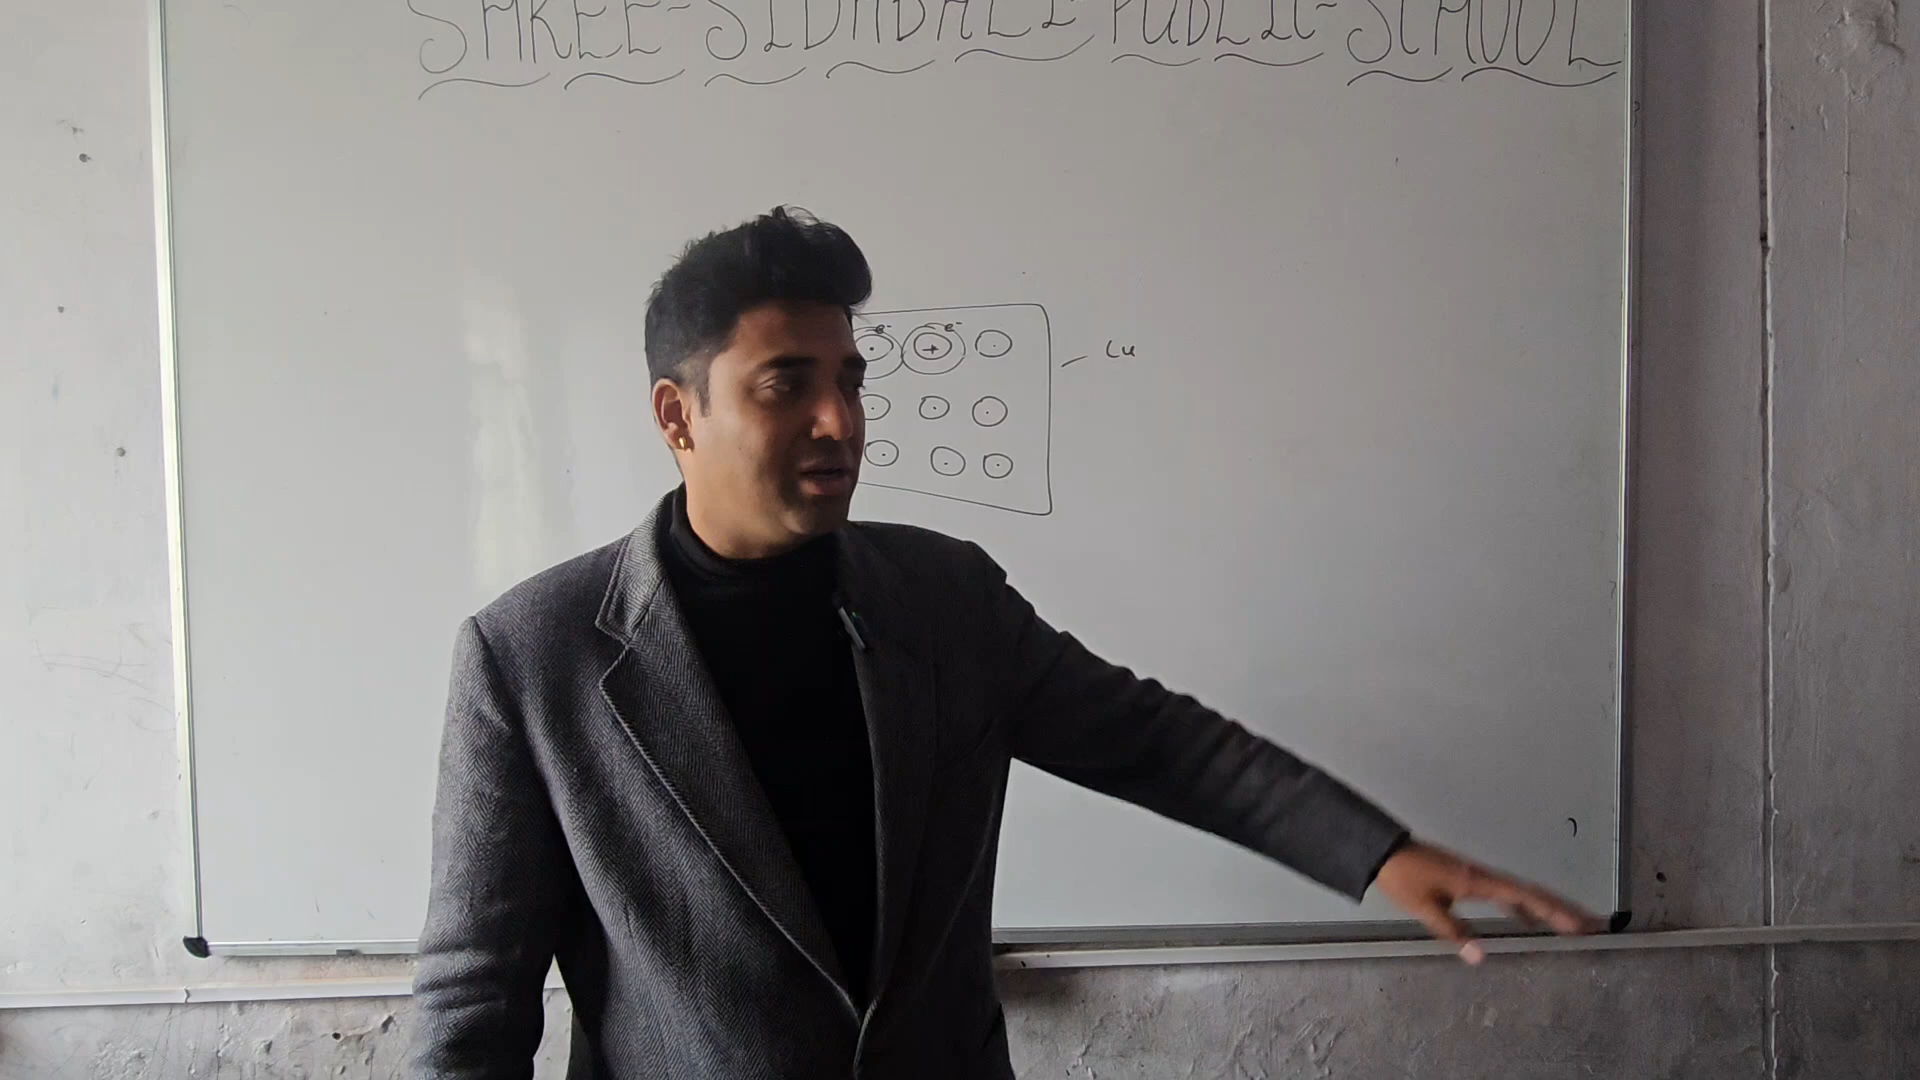 SHREE-SIDHBALI-PUBLIC-SCHOOL
e- e-
+
Cu